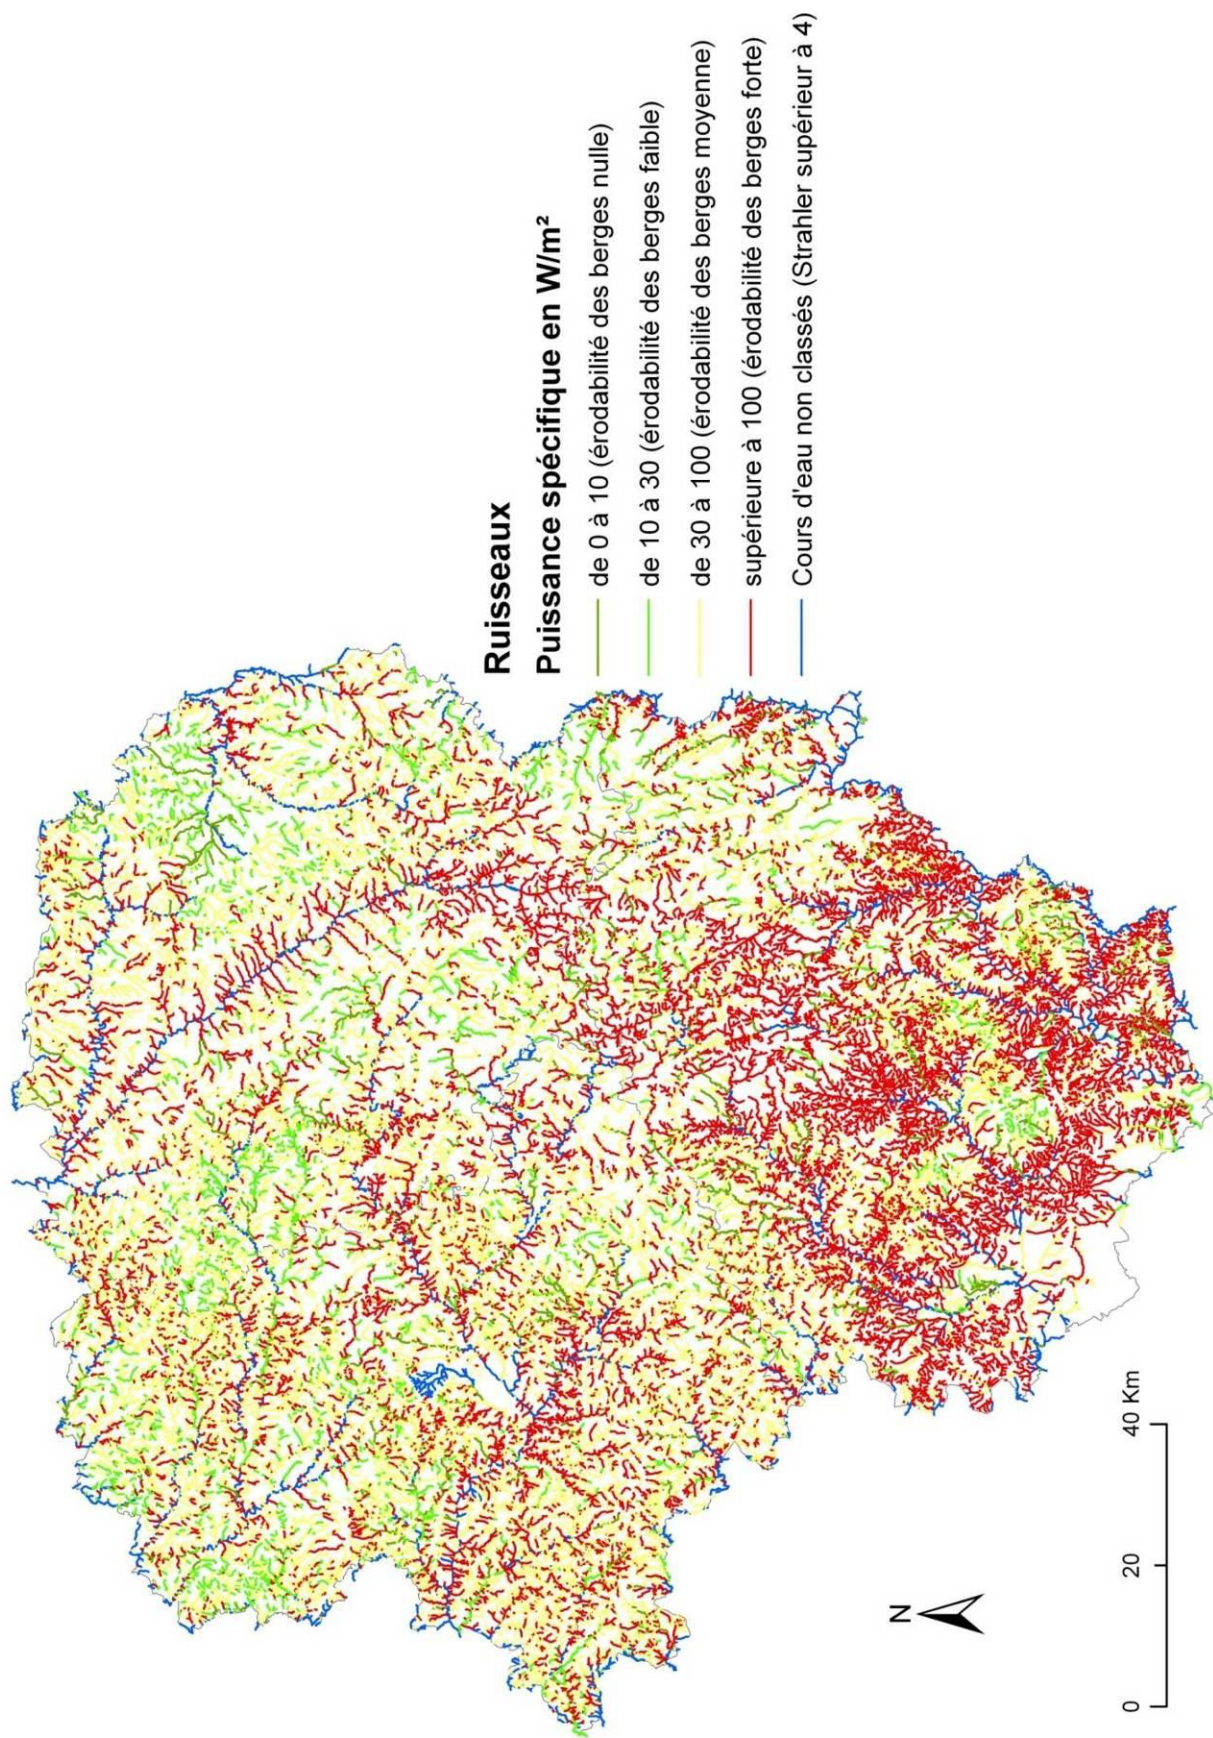 Ruisseaux
Puissance spécifique en W/m²
de 0 à 10 (érodabilité des berges nulle)
de 10 à 30 (érodabilité des berges faible)
de 30 à 100 (érodabilité des berges moyenne)
supérieure à 100 (érodabilité des berges forte)
Cours d'eau non classés (Strahler supérieur à 4)
N
0 20 40 Km